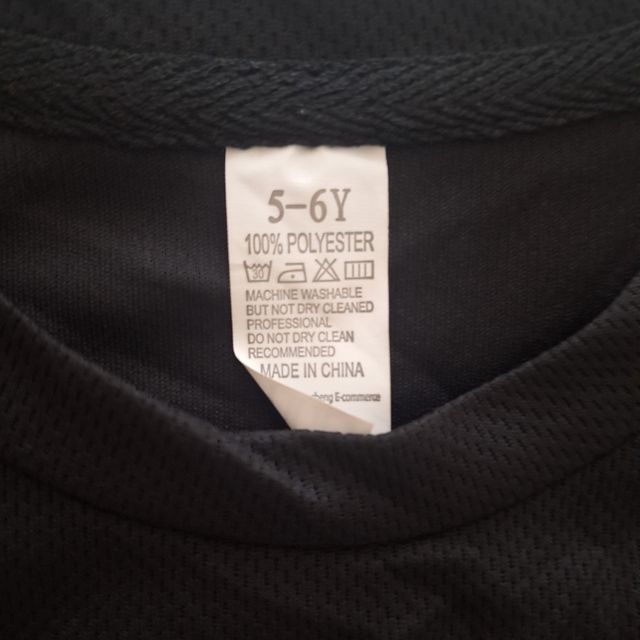 5-6Y
100% POLYESTER
30
MACHINE WASHABLE
BUT NOT DRY CLEANED
PROFESSIONAL
DO NOT DRY CLEAN
RECOMMENDED
MADE IN CHINA
E-commerce